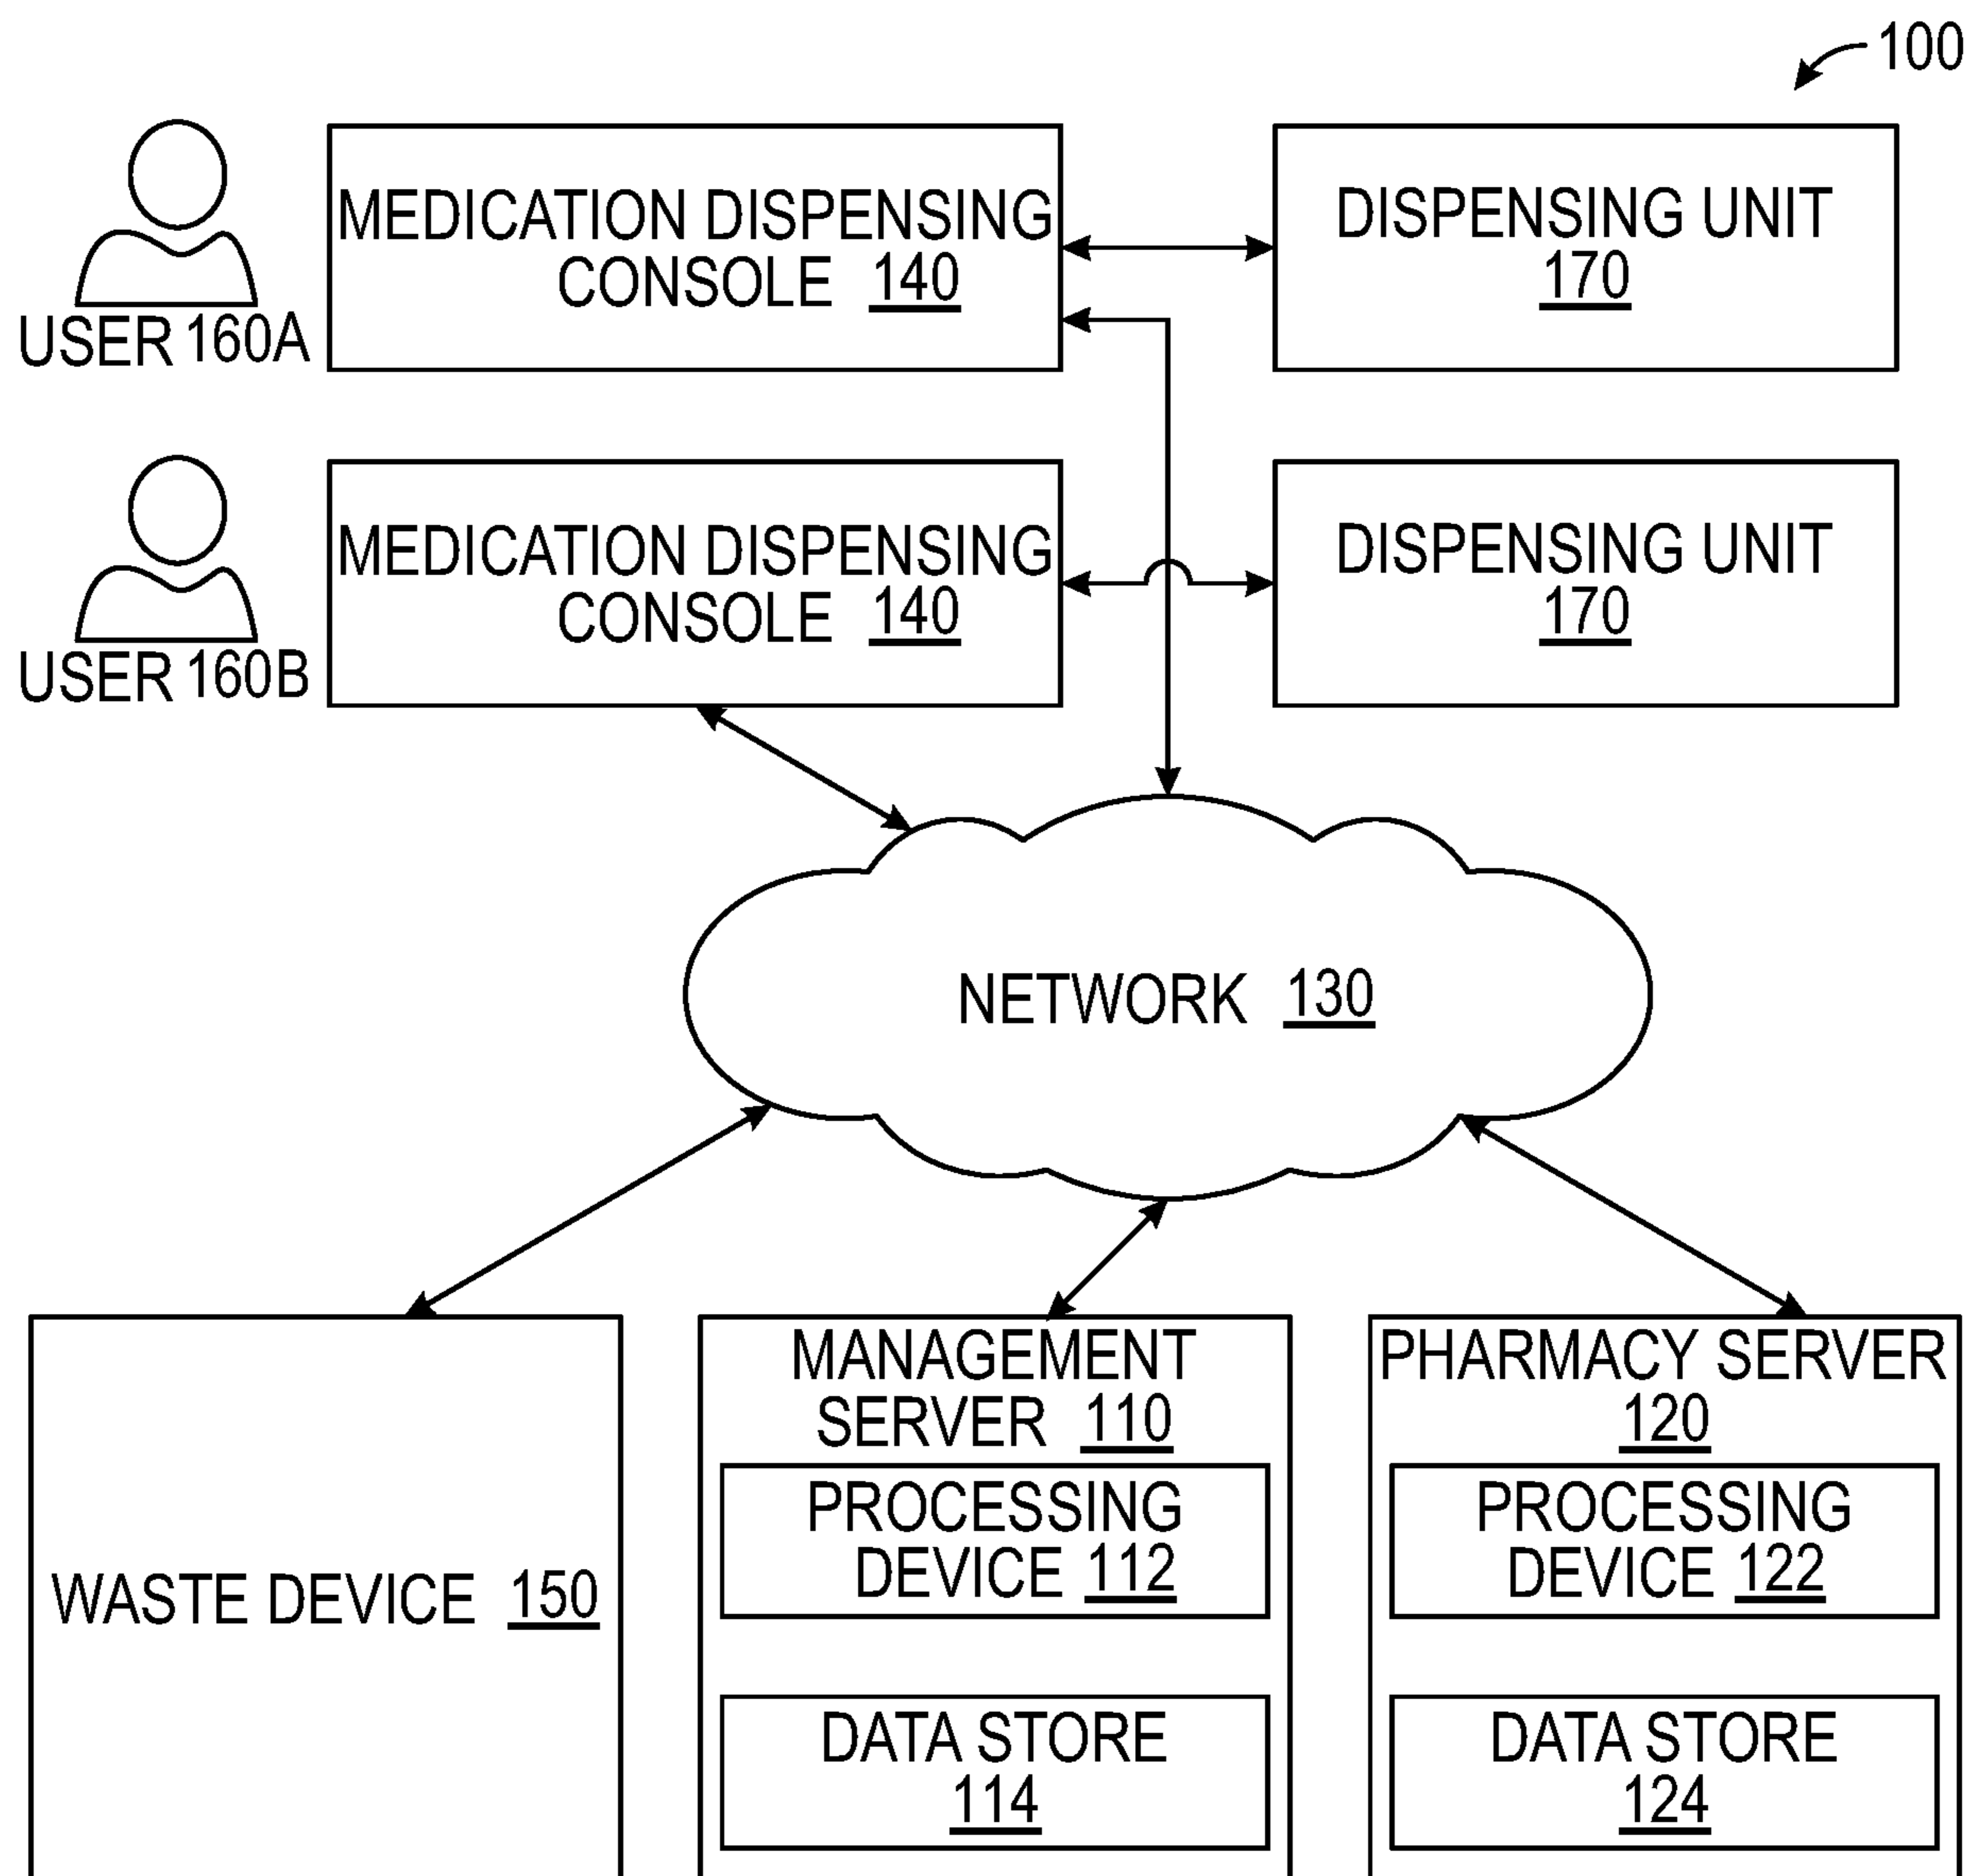 100
MEDICATION DISPENSING
CONSOLE 140
DISPENSING UNIT
170
USER 160A
MEDICATION DISPENSING
CONSOLE 140
DISPENSING UNIT
170
USER 160B
NETWORK 130
WASTE DEVICE 150
MANAGEMENT
SERVER 110
PROCESSING
DEVICE 112
DATA STORE
114
PHARMACY SERVER
120
PROCESSING
DEVICE 122
DATA STORE
124